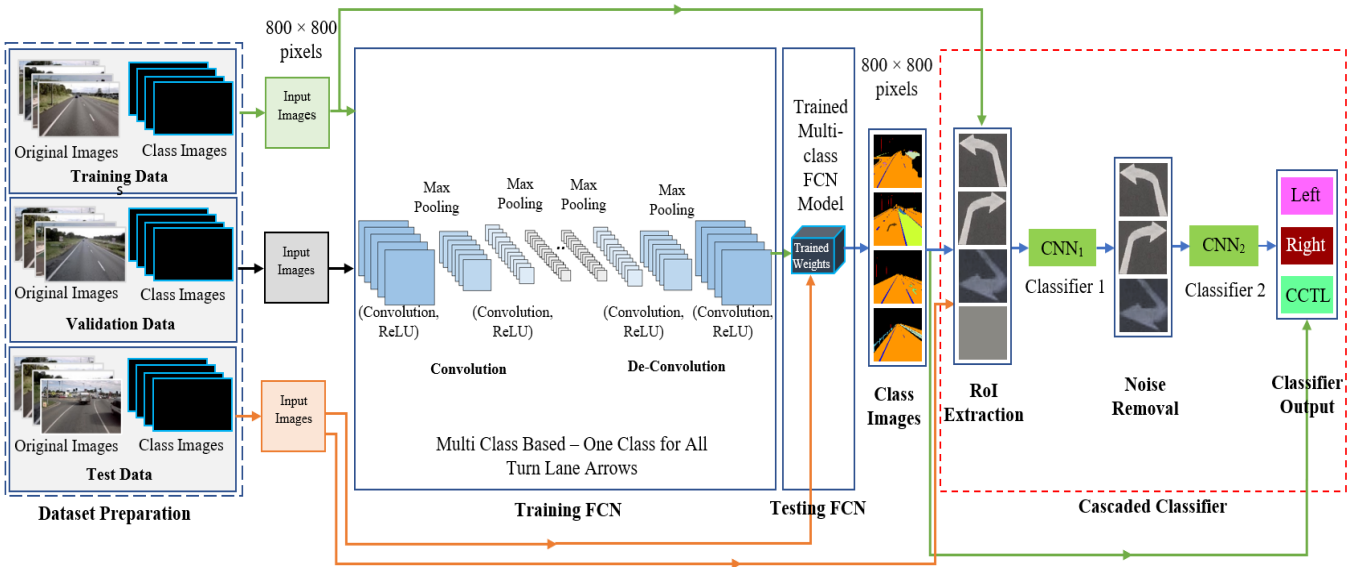 Original Images
Class Images
Training Data
s
Original Images
Class Images
Validation Data
Original Images
Class Images
Test Data
Dataset Preparation
800 × 800
pixels
Input
Images
Input
Images
Input
Images
Max
Pooling
Max
Pooling
Max
Pooling
Max
Pooling
..
(Convolution,
ReLU)
(Convolution,
ReLU)
(Convolution,
ReLU)
(Convolution,
ReLU)
Convolution
De-Convolution
Multi Class Based – One Class for All
Turn Lane Arrows
Training FCN
Trained
Multi-
class
FCN
Model
Trained
Weights
Testing FCN
800 × 800
pixels
Class
Images
RoI
Extraction
CNN1
Classifier 1
Noise
Removal
CNN2
Classifier 2
Left
Right
CCTL
Classifier
Output
Cascaded Classifier